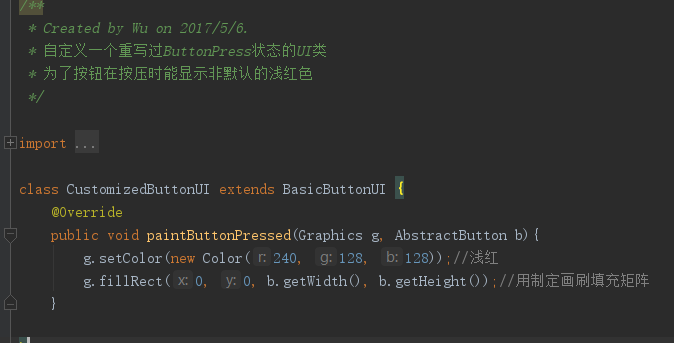 /**
 * Created by Wu on 2017/5/6.
 * 自定义一个重写过ButtonPress状态的UI类
 * 为了按钮在按压时能显示非默认的浅红色
 */
import ...
class CustomizedButtonUI extends BasicButtonUI {
    @Override
    public void paintButtonPressed(Graphics g, AbstractButton b){
        g.setColor(new Color( r: 240, g: 128, b: 128));//浅红
        g.fillRect( x: 0, y: 0, b.getWidth(), b.getHeight());//用制定画刷填充矩阵
    }
}